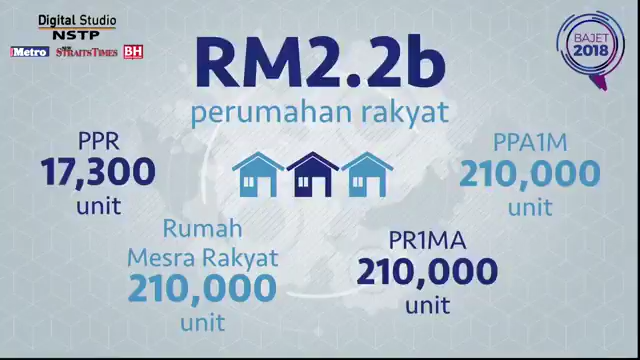 Digital Studio
NSTP
Metro
NEW STRAITS TIMES
BH
BAJET
2018
RM2.2b
perumahan rakyat
PPR
17,300
unit
PPA1M
210,000
unit
Rumah
Mesra Rakyat
210,000
unit
PR1MA
210,000
unit